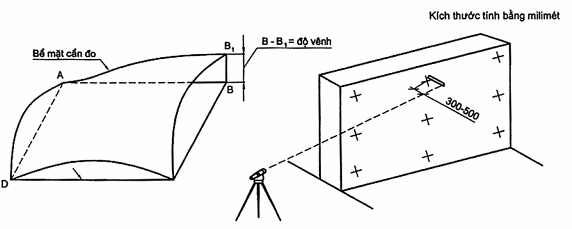 Kích thước tính bằng milimét
Bề mặt cần đo
B₁
B - B₁ = độ vênh
A
B
300-500
D